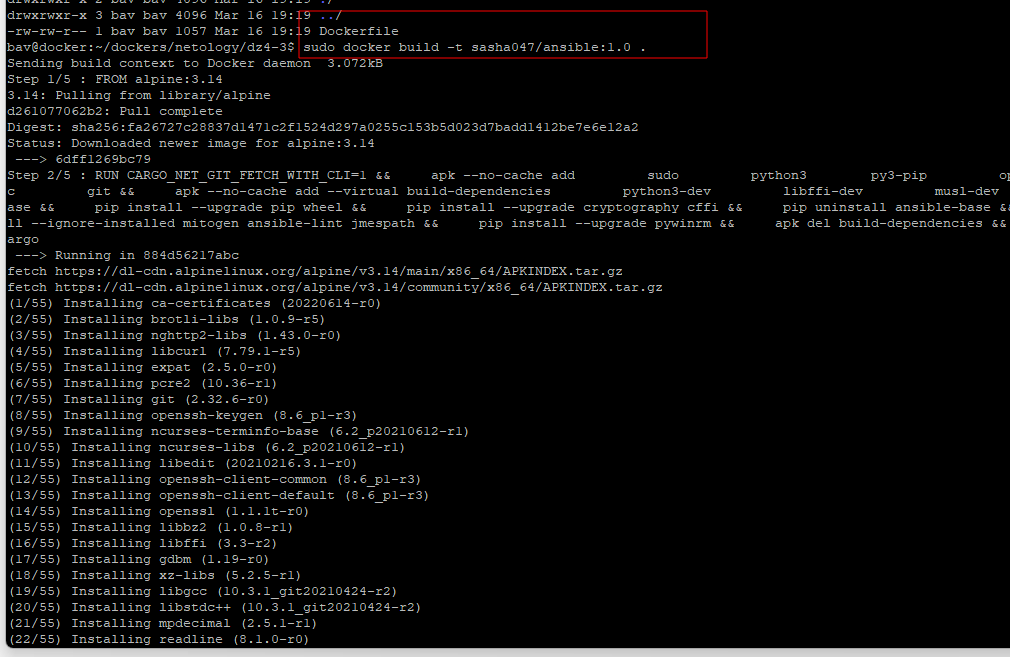 drwxrwxr-x 2 bav bav 4096 Mar 16 19:19 ./
drwxrwxr-x 3 bav bav 4096 Mar 16 19:19 ../
-rw-rw-r-- 1 bav bav 1057 Mar 16 19:19 Dockerfile
bav@docker:~/dockers/netology/dz4-3$ sudo docker build -t sasha047/ansible:1.0 .
Sending build context to Docker daemon  3.072kB
Step 1/5 : FROM alpine:3.14
3.14: Pulling from library/alpine
d261077062b2: Pull complete
Digest: sha256:fa26727c28837d1471c2f1524d297a0255c153b5d023d7badd1412be7e6e12a2
Status: Downloaded newer image for alpine:3.14
 ---> 6dff1269bc79
Step 2/5 : RUN CARGO_NET_GIT_FETCH_WITH_CLI=1 &&     apk --no-cache add         sudo         python3        py3-pip         op
c         git &&     apk --no-cache add --virtual build-dependencies         python3-dev         libffi-dev         musl-dev
ase &&     pip install --upgrade pip wheel &&     pip install --upgrade cryptography cffi &&     pip uninstall ansible-base &&
ll --ignore-installed mitogen ansible-lint jmespath &&     pip install --upgrade pywinrm &&     apk del build-dependencies &&
argo
 ---> Running in 884d56217abc
fetch https://dl-cdn.alpinelinux.org/alpine/v3.14/main/x86_64/APKINDEX.tar.gz
fetch https://dl-cdn.alpinelinux.org/alpine/v3.14/community/x86_64/APKINDEX.tar.gz
(1/55) Installing ca-certificates (20220614-r0)
(2/55) Installing brotli-libs (1.0.9-r5)
(3/55) Installing nghttp2-libs (1.43.0-r0)
(4/55) Installing libcurl (7.79.1-r5)
(5/55) Installing expat (2.5.0-r0)
(6/55) Installing pcre2 (10.36-r1)
(7/55) Installing git (2.32.6-r0)
(8/55) Installing openssh-keygen (8.6_p1-r3)
(9/55) Installing ncurses-terminfo-base (6.2_p20210612-r1)
(10/55) Installing ncurses-libs (6.2_p20210612-r1)
(11/55) Installing libedit (20210216.3.1-r0)
(12/55) Installing openssh-client-common (8.6_p1-r3)
(13/55) Installing openssh-client-default (8.6_p1-r3)
(14/55) Installing openssl (1.1.1t-r0)
(15/55) Installing libbz2 (1.0.8-r1)
(16/55) Installing libffi (3.3-r2)
(17/55) Installing gdbm (1.19-r0)
(18/55) Installing xz-libs (5.2.5-r1)
(19/55) Installing libgcc (10.3.1_git20210424-r2)
(20/55) Installing libstdc++ (10.3.1_git20210424-r2)
(21/55) Installing mpdecimal (2.5.1-r1)
(22/55) Installing readline (8.1.0-r0)